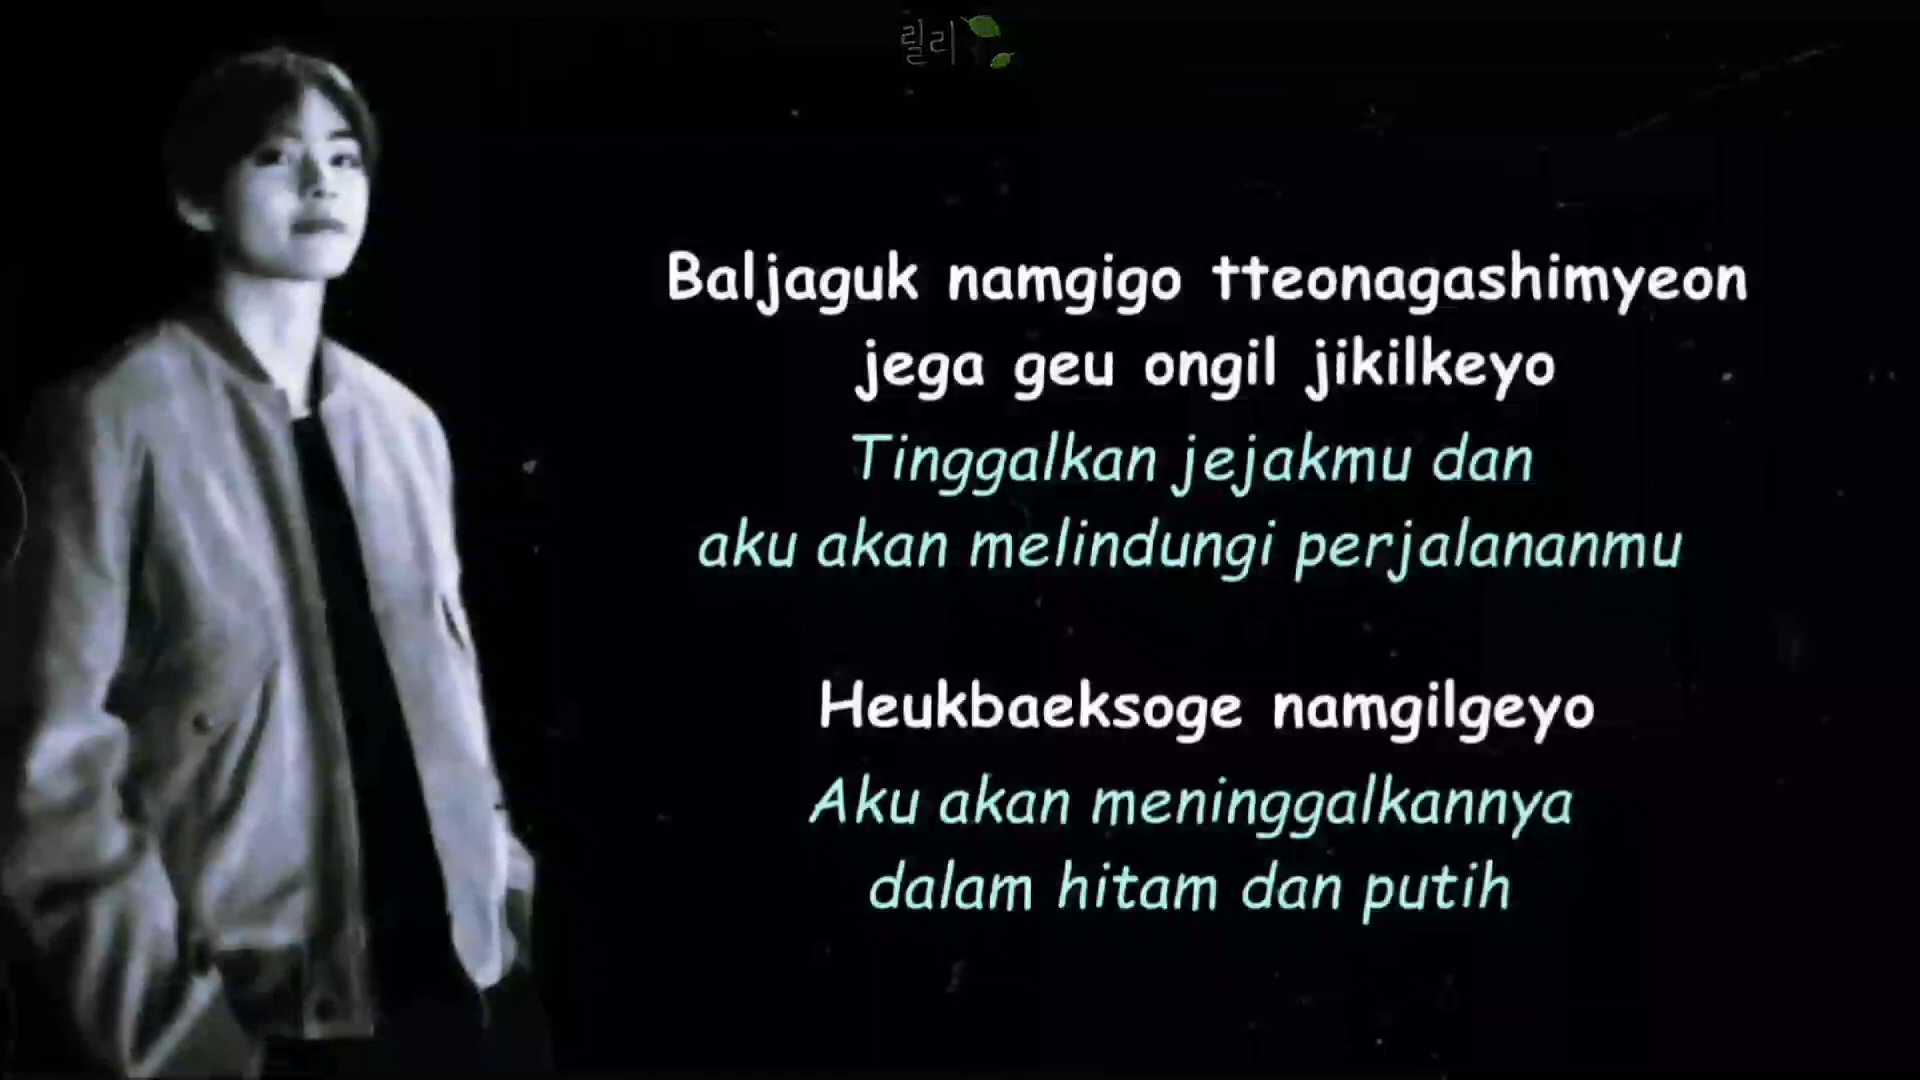 릴리
Baljaguk namgigo tteonagashimyeon
jega geu ongil jikilkeyo
Tinggalkan jejakmu dan
aku akan melindungi perjalananmu
Heukbaeksoge namgilgeyo
Aku akan meninggalkannya
dalam hitam dan putih